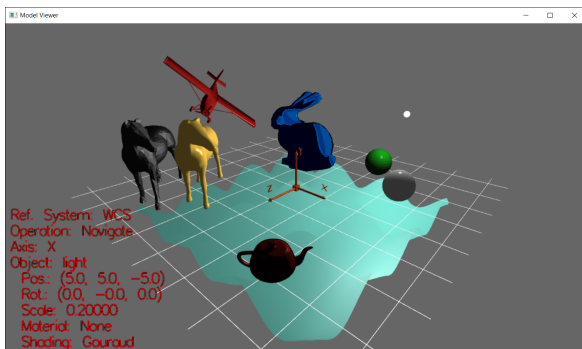 Model Viewer
Y
Z
X
Ref. System: WCS
Operation: Navigate
Axis: X
Object: light
Pos.: (5.0, 5.0, -5.0)
Rot.: (0.0, -0.0, 0.0)
Scale: 0.20000
Material: None
Shading: Gouraud